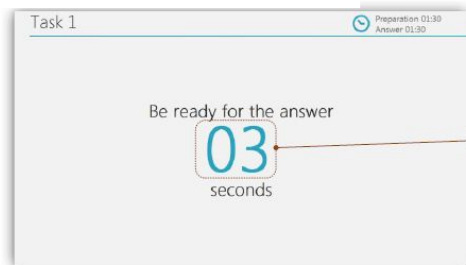 Task 1
Preparation 01:30
Answer 01:30
Be ready for the answer
03
seconds